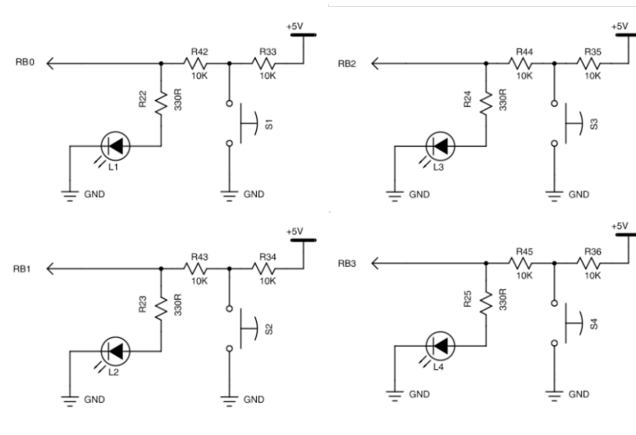 +5V
R42
R33
RB0
10K
10K
R22
330R
S1
L1
GND
GND
+5V
R44
R35
RB2
10K
10K
R24
330R
S3
L3
GND
GND
+5V
R43
R34
RB1
10K
10K
R23
330R
S2
L2
GND
GND
+5V
R45
R36
RB3
10K
10K
R25
330R
S4
L4
GND
GND